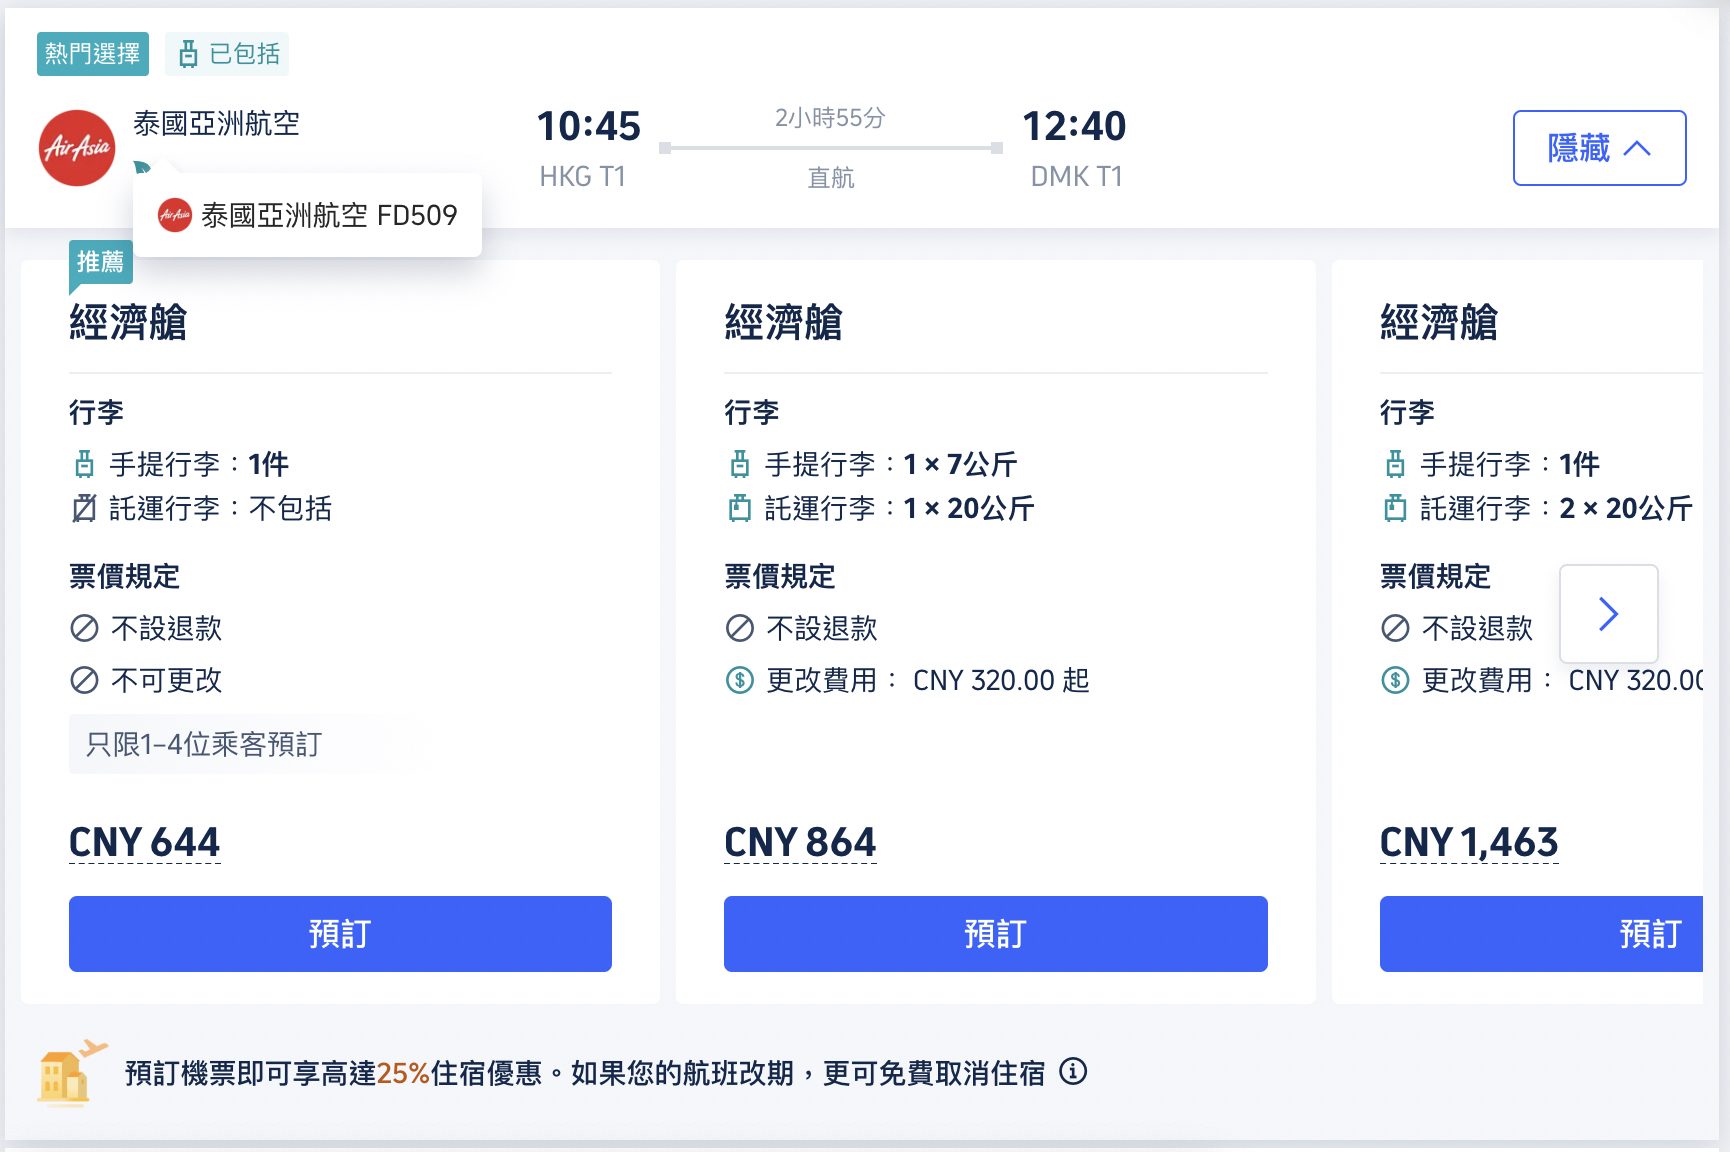 熱門選擇
已包括
AirAsia
泰國亞洲航空
10:45
2小時55分
12:40
HKG T1
直航
DMK T1
隱藏
AirAsia
泰國亞洲航空 FD509
推薦
經濟艙
行李
手提行李：1件
託運行李：不包括
票價規定
不設退款
不可更改
只限1–4位乘客預訂
CNY 644
預訂
經濟艙
行李
手提行李：1 × 7公斤
託運行李：1 × 20公斤
票價規定
不設退款
更改費用： CNY 320.00 起
CNY 864
預訂
經濟艙
行李
手提行李：1件
託運行李：2 × 20公斤
票價規定
不設退款
更改費用： CNY 320.00
CNY 1,463
預訂
預訂機票即可享高達25%住宿優惠。如果您的航班改期，更可免費取消住宿